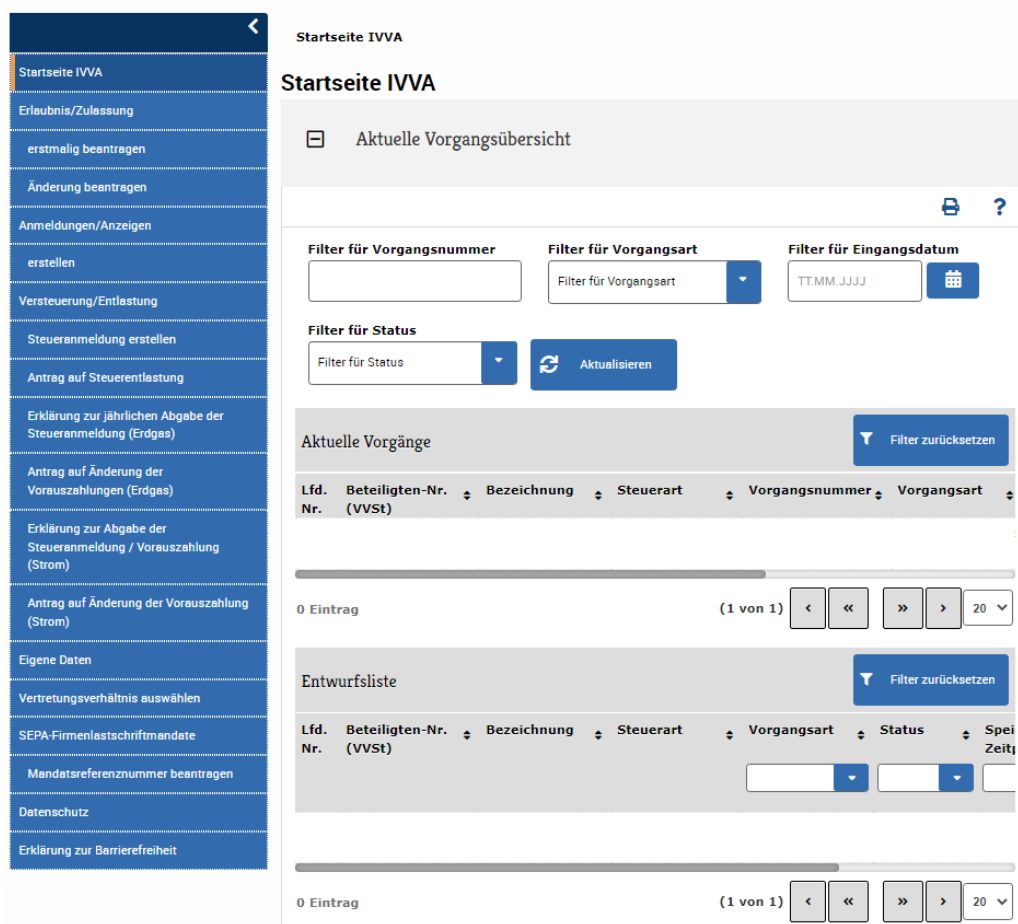 Startseite IVVA
Erlaubnis/Zulassung
erstmalig beantragen
Änderung beantragen
Anmeldungen/Anzeigen
erstellen
Versteuerung/Entlastung
Steueranmeldung erstellen
Antrag auf Steuerentlastung
Erklärung zur jährlichen Abgabe der
Steueranmeldung (Erdgas)
Antrag auf Änderung der
Vorauszahlungen (Erdgas)
Erklärung zur Abgabe der
Steueranmeldung / Vorauszahlung
(Strom)
Antrag auf Änderung der Vorauszahlung
(Strom)
Eigene Daten
Vertretungsverhältnis auswählen
SEPA-Firmenlastschriftmandate
Mandatsreferenznummer beantragen
Datenschutz
Erklärung zur Barrierefreiheit
Startseite IVVA
Startseite IVVA
Aktuelle Vorgangsübersicht
?
Filter für Vorgangsnummer Filter für Vorgangsart Filter für Eingangsdatum
Filter für Vorgangsart TT.MM.JJJJ
Filter für Status
Filter für Status Aktualisieren
Aktuelle Vorgänge Filter zurücksetzen
Lfd. Beteiligten-Nr. Bezeichnung Steuerart Vorgangsnummer Vorgangsart
Nr. (VVSt)
0 Eintrag (1 von 1) ‹ « » › 20
Entwurfsliste Filter zurücksetzen
Lfd. Beteiligten-Nr. Bezeichnung Steuerart Vorgangsart Status Spei
Nr. (VVSt) Zeitp
0 Eintrag (1 von 1) ‹ « » › 20